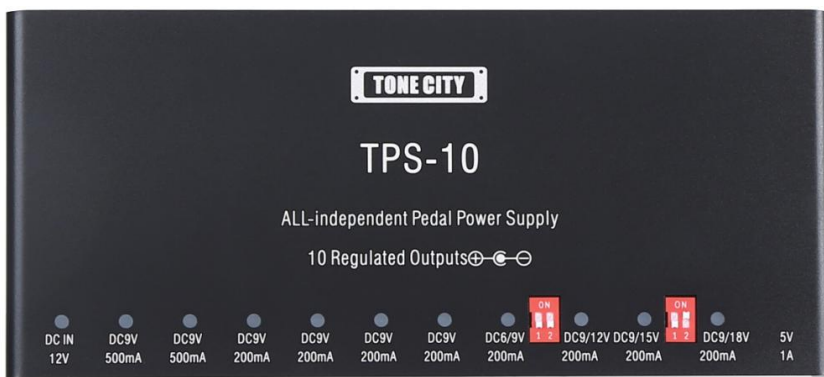 TONE CITY
TPS-10
ALL-independent Pedal Power Supply
10 Regulated Outputs
ON ON
DC IN DC9V DC9V DC9V DC9V DC9V DC9V DC6/9V 1 2 DC9/12V DC9/15V 1 2 DC9/18V 5V
12V 500mA 500mA 200mA 200mA 200mA 200mA 200mA 200mA 200mA 200mA 1A